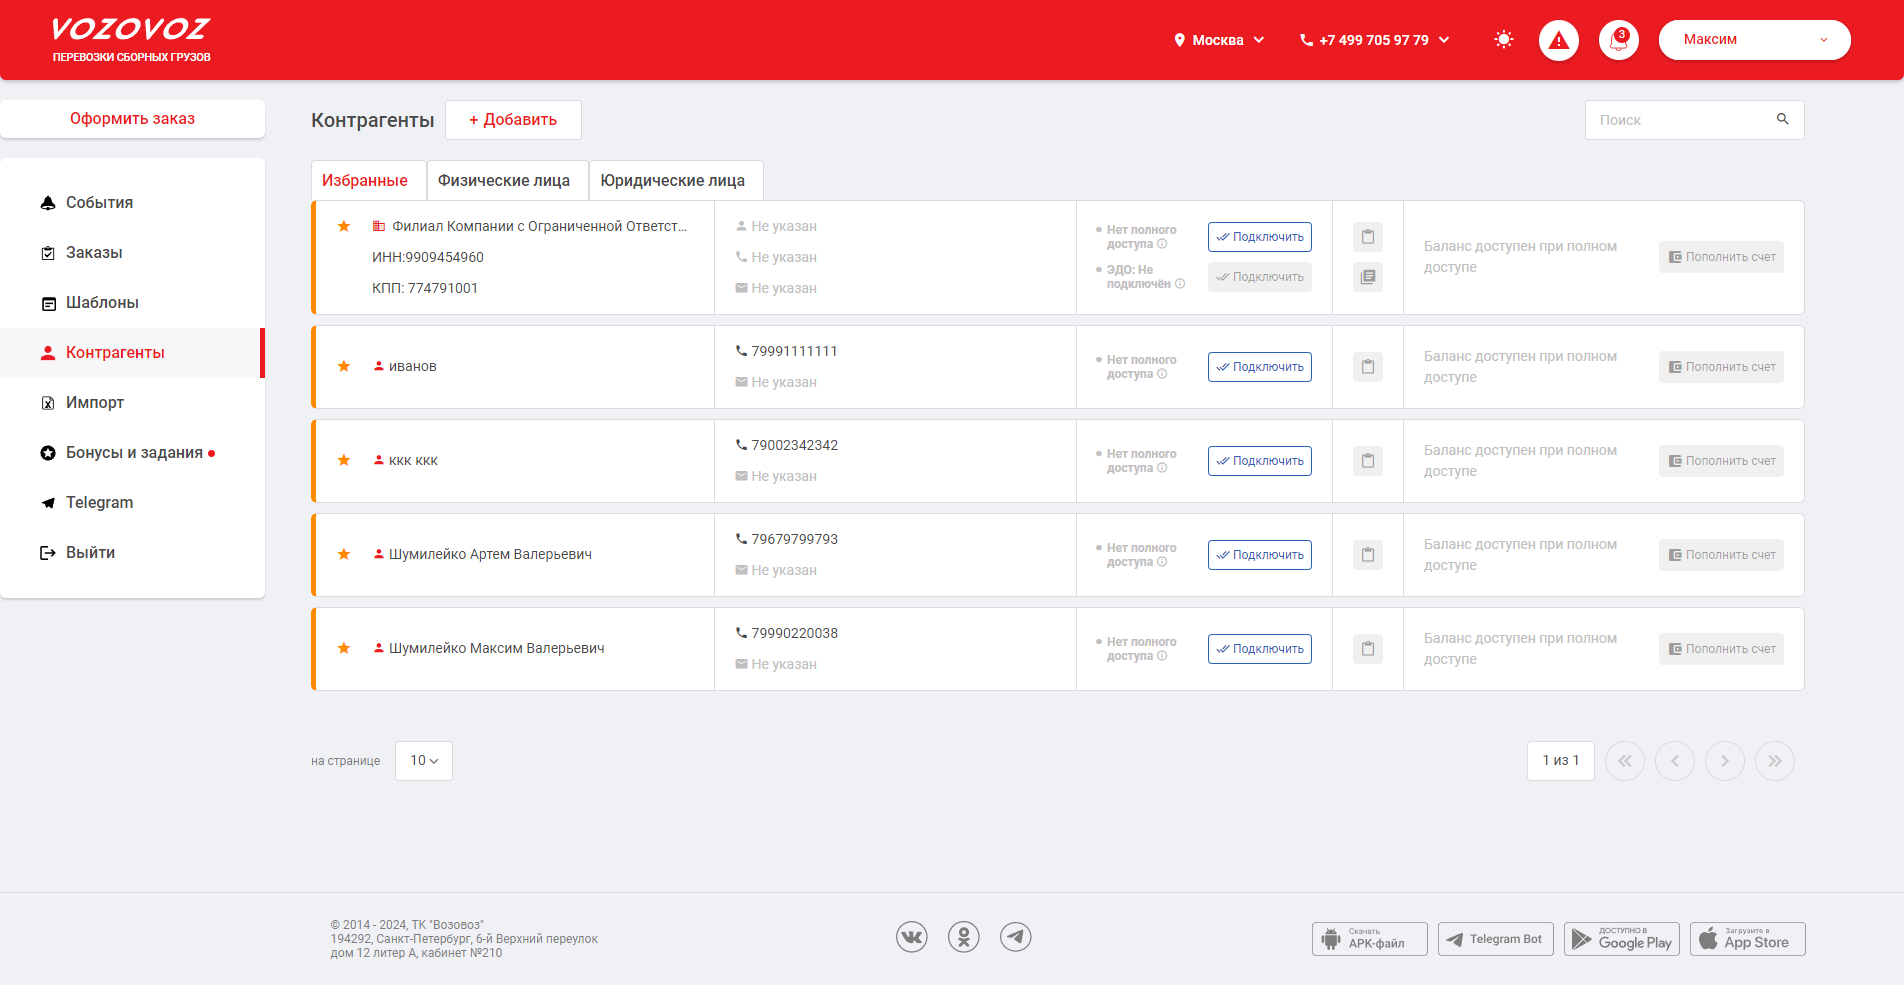 VOZOVOZ
ПЕРЕВОЗКИ СБОРНЫХ ГРУЗОВ
Москва
+7 499 705 97 79
3
Максим
Оформить заказ
События
Заказы
Шаблоны
Контрагенты
Импорт
Бонусы и задания
Telegram
Выйти
Контрагенты
+ Добавить
Поиск
Избранные
Физические лица
Юридические лица
Филиал Компании с Ограниченной Ответст...
ИНН:9909454960
КПП: 774791001
Не указан
Не указан
Не указан
Нет полного
доступа
Подключить
ЭДО: Не
подключён
Подключить
Баланс доступен при полном
доступе
Пополнить счет
иванов
79991111111
Не указан
Нет полного
доступа
Подключить
Баланс доступен при полном
доступе
Пополнить счет
ккк ккк
79002342342
Не указан
Нет полного
доступа
Подключить
Баланс доступен при полном
доступе
Пополнить счет
Шумилейко Артем Валерьевич
79679799793
Не указан
Нет полного
доступа
Подключить
Баланс доступен при полном
доступе
Пополнить счет
Шумилейко Максим Валерьевич
79990220038
Не указан
Нет полного
доступа
Подключить
Баланс доступен при полном
доступе
Пополнить счет
на странице
10
1 из 1
© 2014 - 2024, ТК "Возовоз"
194292, Санкт-Петербург, 6-й Верхний переулок
дом 12 литер А, кабинет №210
Скачать
APK-файл
Telegram Bot
ДОСТУПНО В
Google Play
Загрузите в
App Store